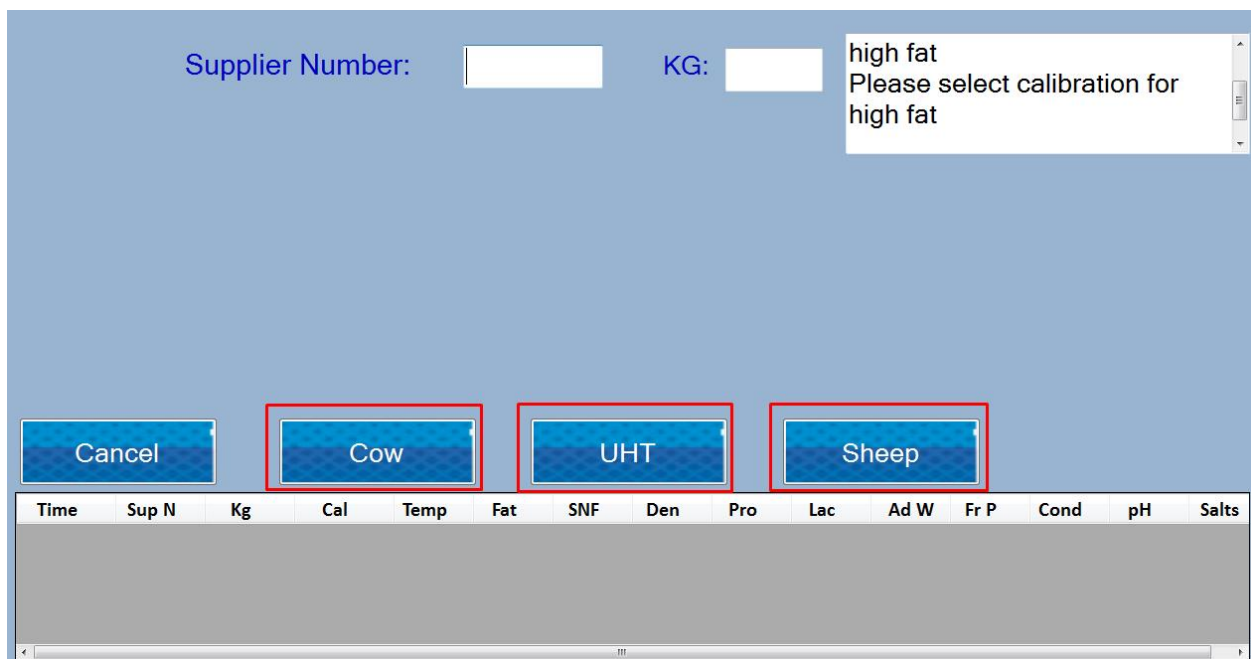 Supplier Number: KG:
high fat
Please select calibration for
high fat
Cancel Cow UHT Sheep
Time Sup N Kg Cal Temp Fat SNF Den Pro Lac Ad W Fr P Cond pH Salts